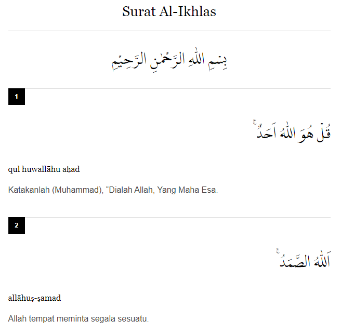 Surat Al-Ikhlas
بِسْمِ اللّٰهِ الرَّحْمٰنِ الرَّحِيْمِ
1
قُلْ هُوَ اللّٰهُ اَحَدٌۚ
qul huwallāhu aḥad
Katakanlah (Muhammad), “Dialah Allah, Yang Maha Esa.
2
اَللّٰهُ الصَّمَدُۚ
allāhuṣ-ṣamad
Allah tempat meminta segala sesuatu.